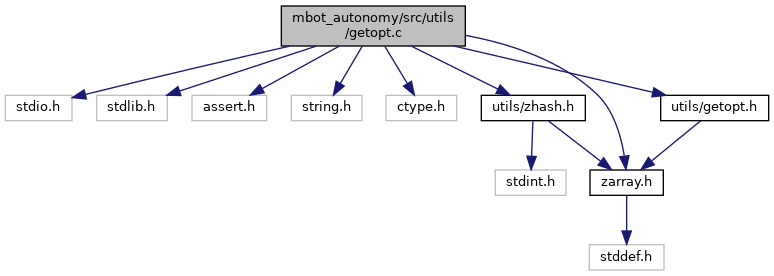 mbot_autonomy/src/utils
/getopt.c
stdio.h
stdlib.h
assert.h
string.h
ctype.h
utils/zhash.h
utils/getopt.h
stdint.h
zarray.h
stddef.h